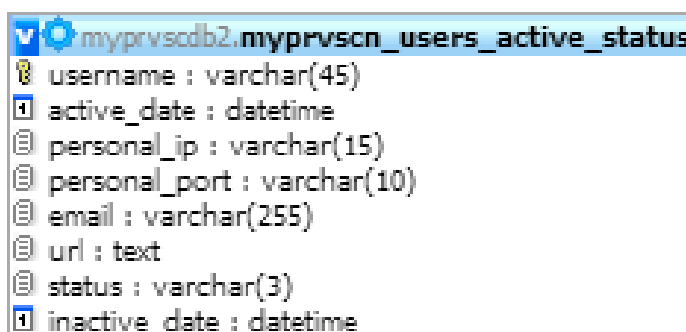 myprvscdb2.myprvscn_users_active_status
username : varchar(45)
active_date : datetime
personal_ip : varchar(15)
personal_port : varchar(10)
email : varchar(255)
url : text
status : varchar(3)
inactive_date : datetime